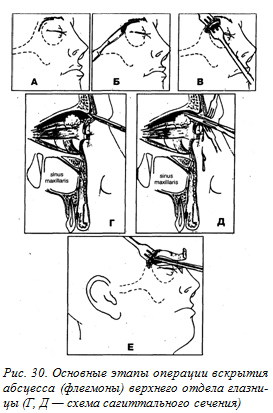 А
Б
В
sinus
maxillaris
Г
sinus
maxillaris
Д
Е
Рис. 30. Основные этапы операции вскрытия
абсцесса (флегмоны) верхнего отдела глазни-
цы (Г, Д — схема сагиттального сечения)